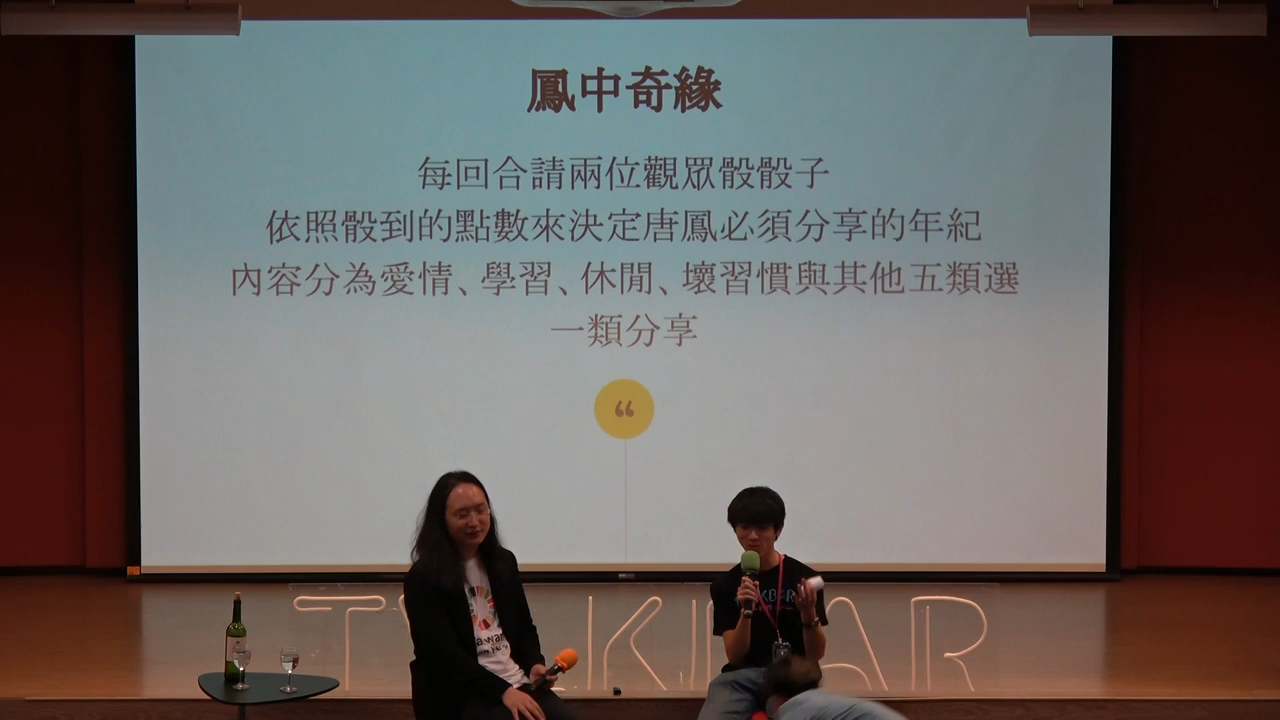 鳳中奇緣
每回合請兩位觀眾骰骰子
依照骰到的點數來決定唐鳳必須分享的年紀
內容分為愛情、學習、休閒、壞習慣與其他五類選
一類分享
“